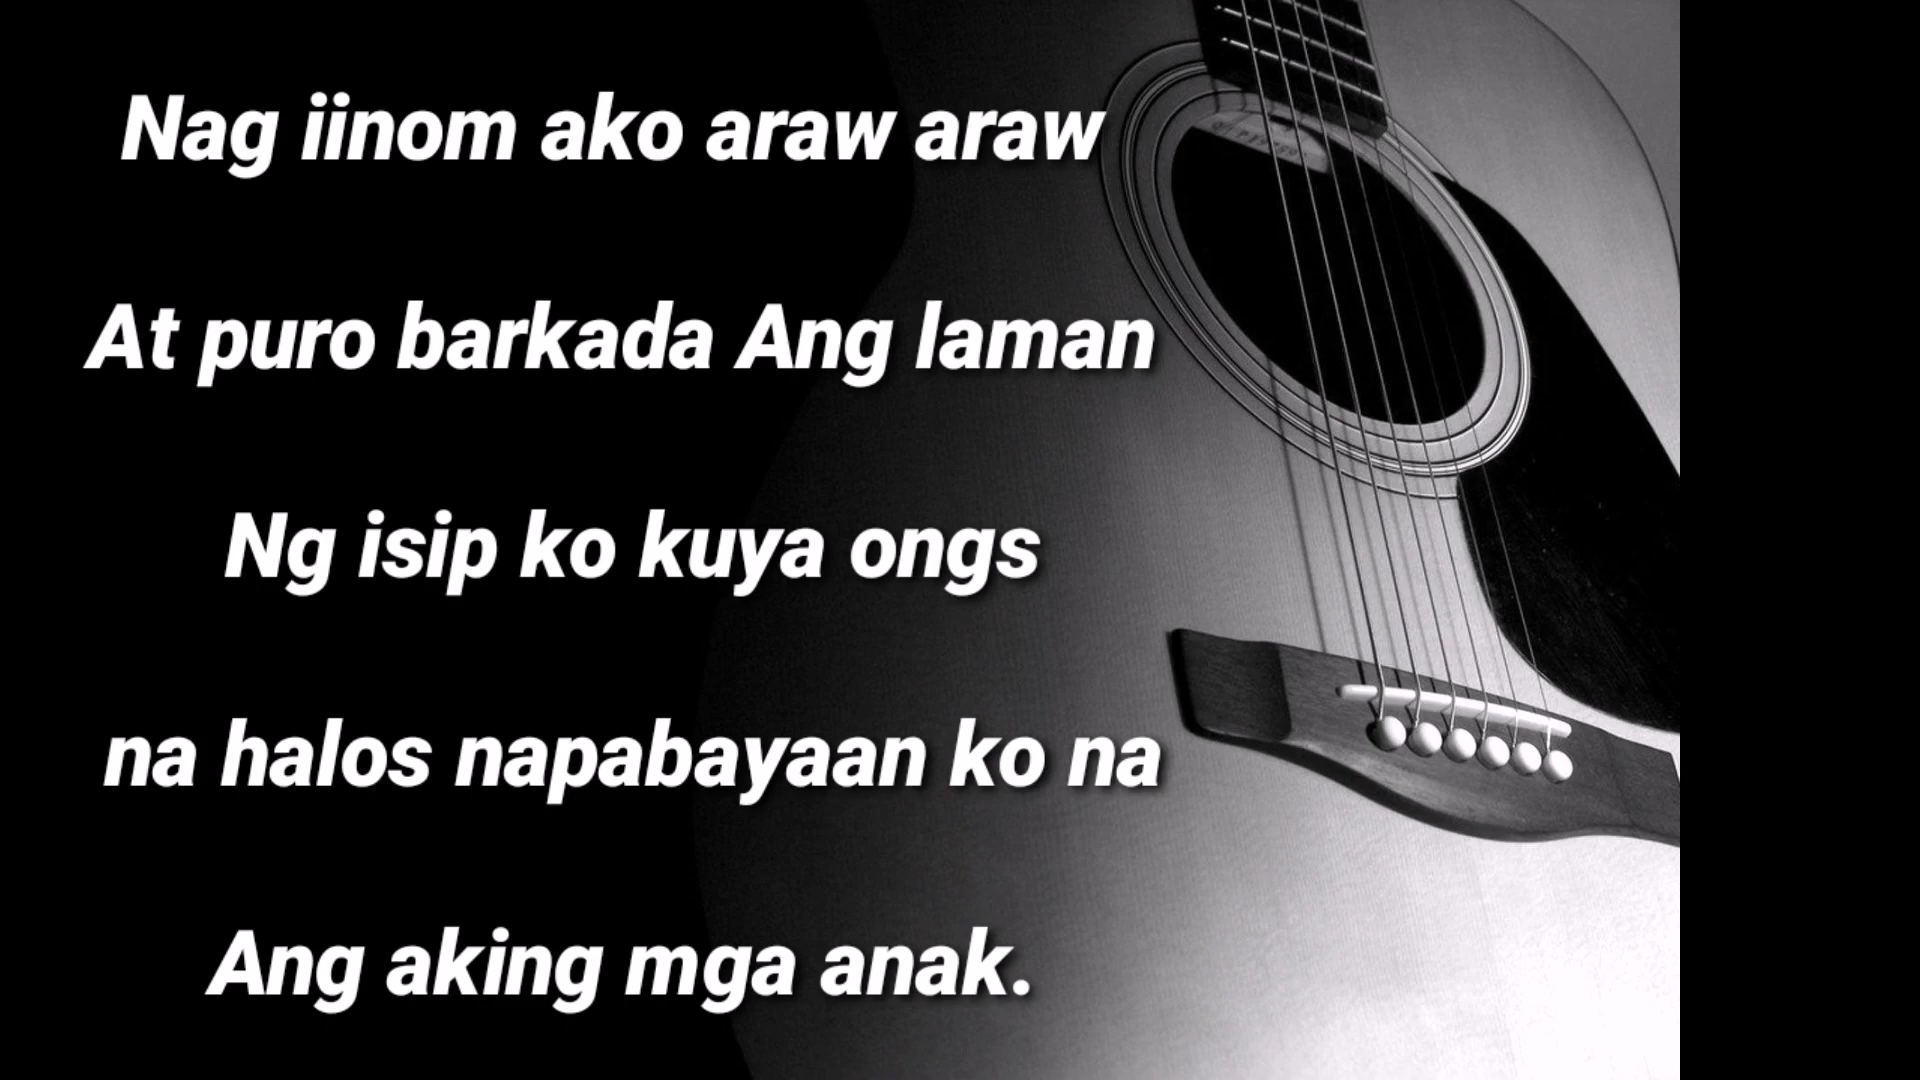 Nag iinom ako araw araw
At puro barkada Ang laman
Ng isip ko kuya ongs
na halos napabayaan ko na
Ang aking mga anak.